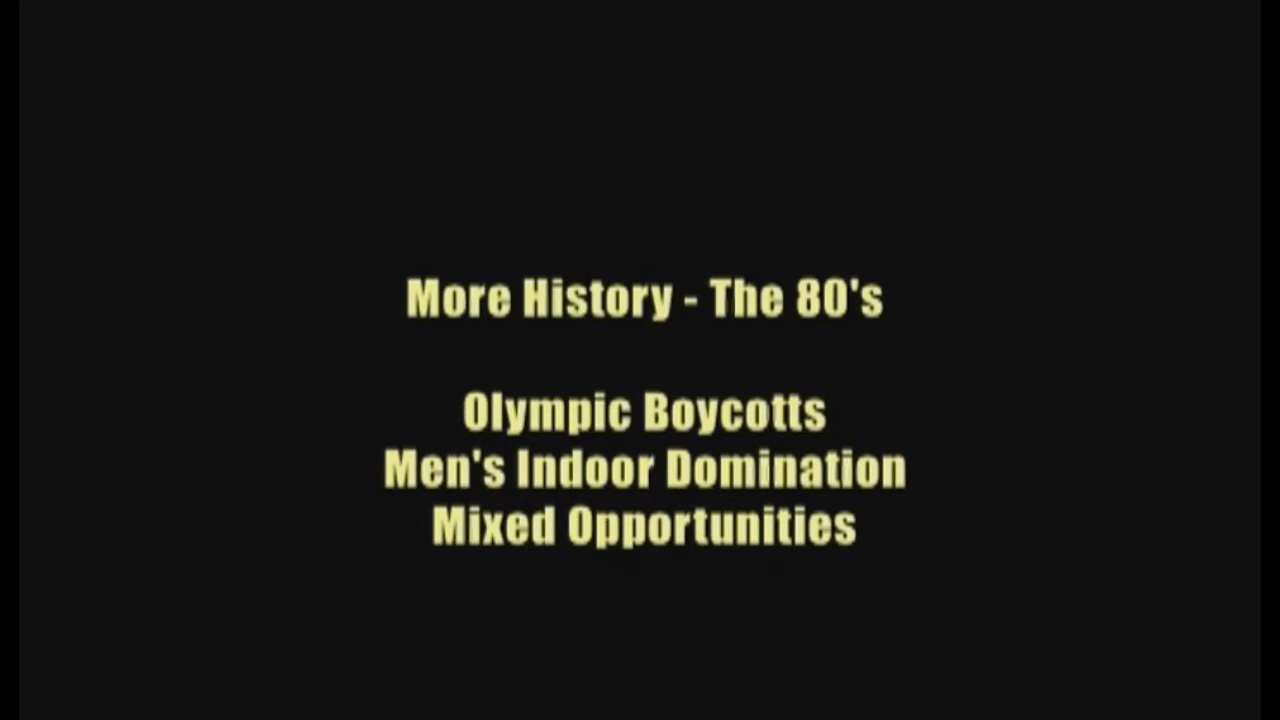 More History - The 80's
Olympic Boycotts
Men's Indoor Domination
Mixed Opportunities